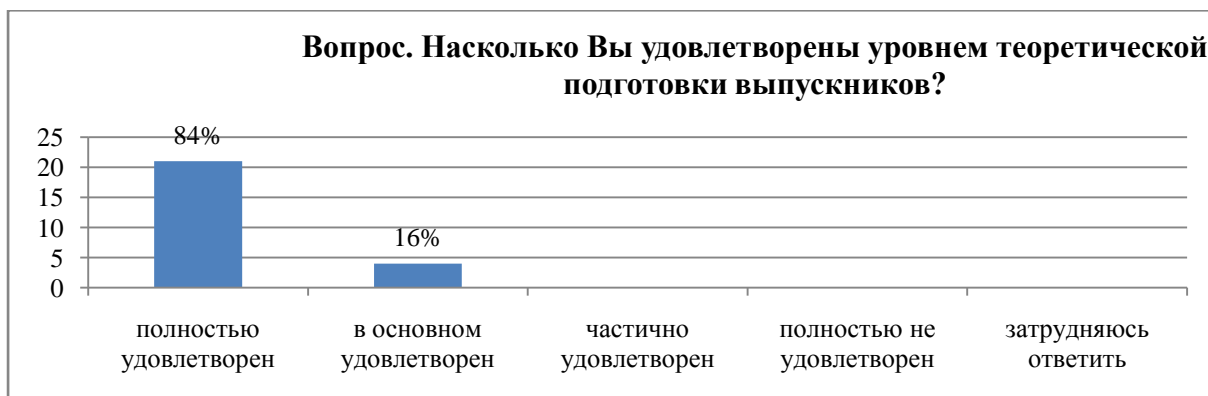 Вопрос. Насколько Вы удовлетворены уровнем теоретической
подготовки выпускников?
25
20
15
10
5
0
84%
16%
полностью
удовлетворен
в основном
удовлетворен
частично
удовлетворен
полностью не
удовлетворен
затрудняюсь
ответить